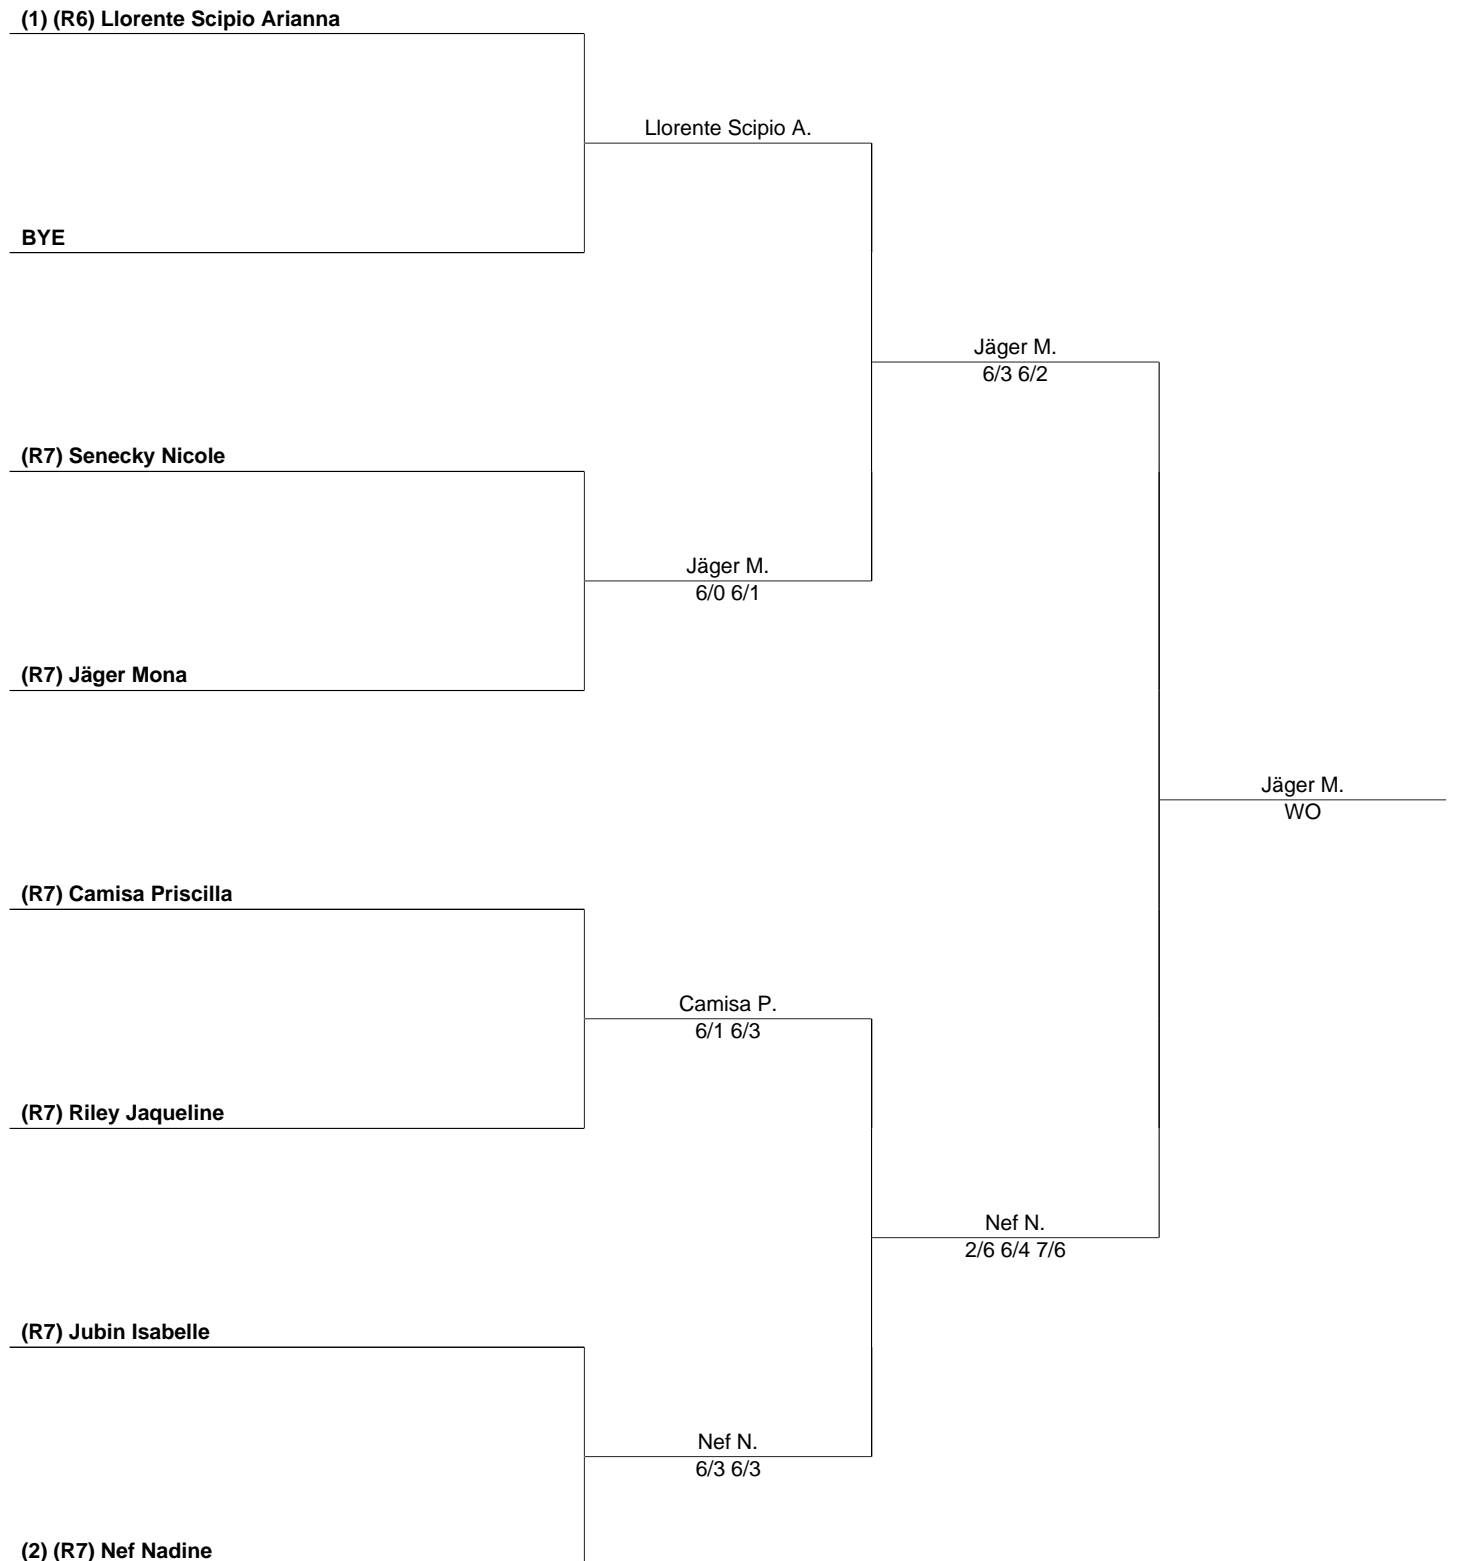 (1) (R6) Llorente Scipio Arianna
Llorente Scipio A.
BYE
Jäger M.
6/3 6/2
(R7) Senecky Nicole
Jäger M.
6/0 6/1
(R7) Jäger Mona
Jäger M.
WO
(R7) Camisa Priscilla
Camisa P.
6/1 6/3
(R7) Riley Jaqueline
Nef N.
2/6 6/4 7/6
(R7) Jubin Isabelle
Nef N.
6/3 6/3
(2) (R7) Nef Nadine